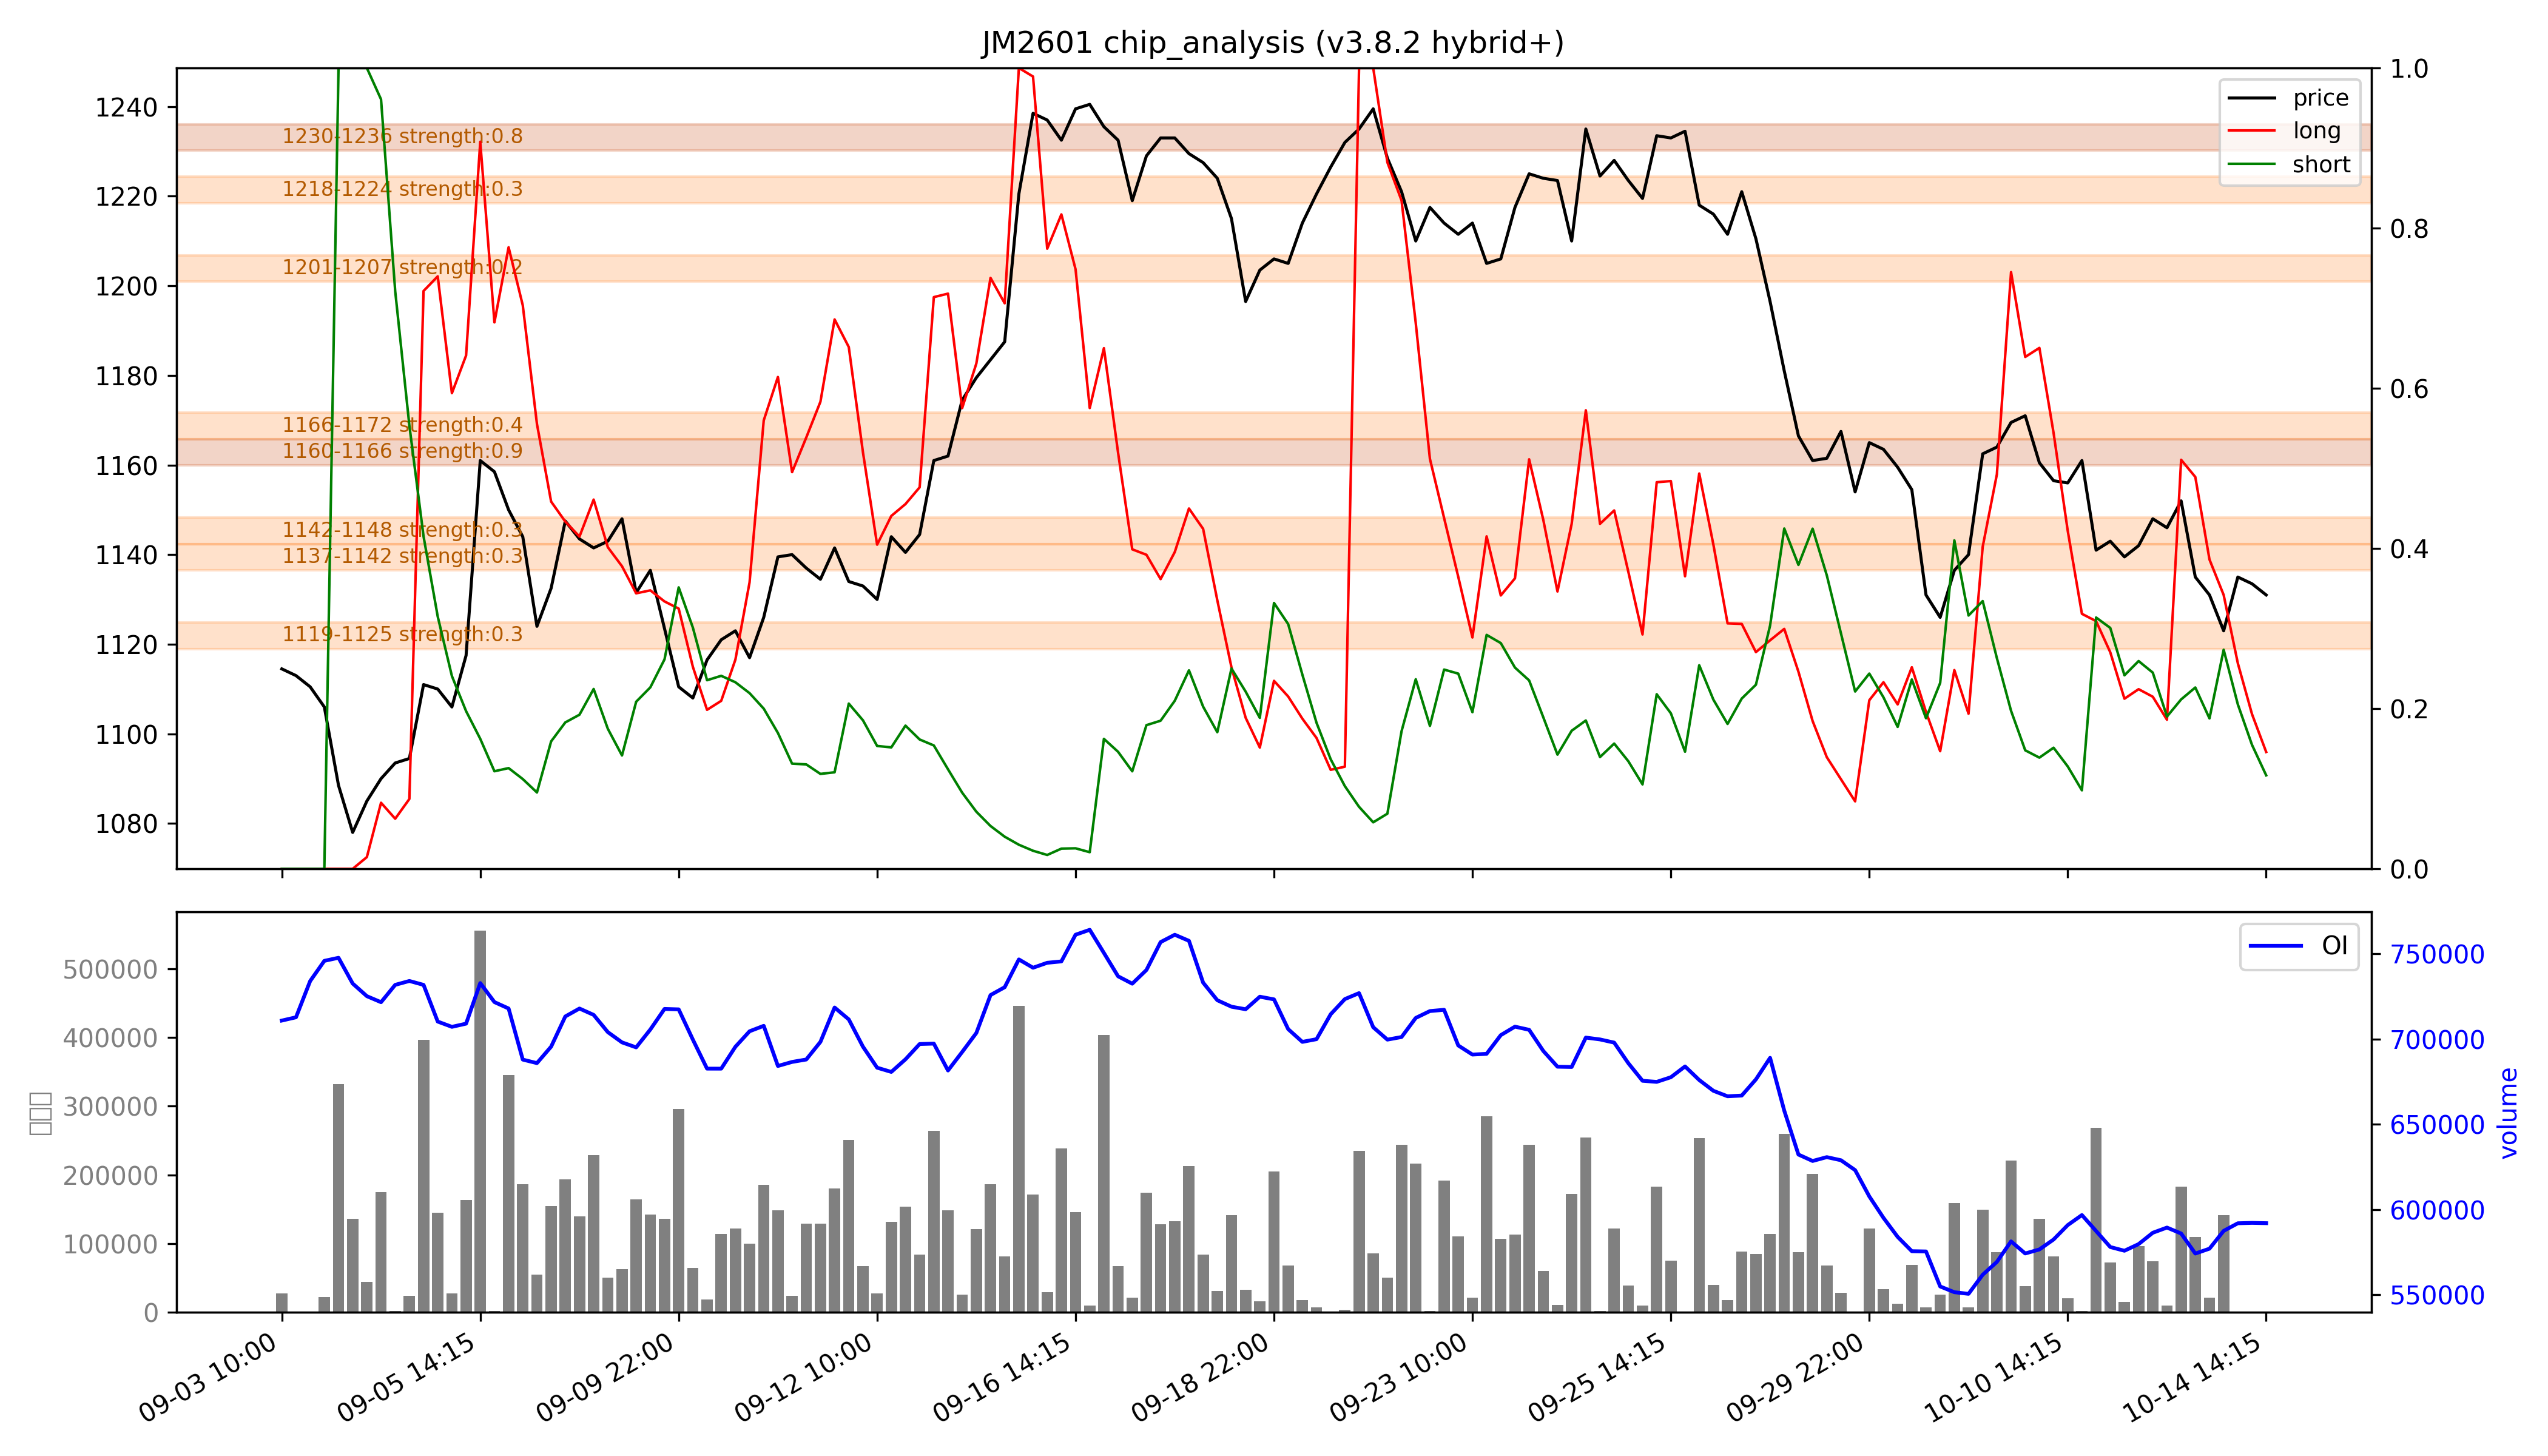 JM2601 chip_analysis (v3.8.2 hybrid+)
1240
1220
1200
1180
1160
1140
1120
1100
1080
1230-1236 strength:0.8
1218-1224 strength:0.3
1201-1207 strength:0.2
1166-1172 strength:0.4
1160-1166 strength:0.9
1142-1148 strength:0.3
1137-1142 strength:0.3
1119-1125 strength:0.3
price
long
short
1.0
0.8
0.6
0.4
0.2
0.0
500000
400000
300000
200000
100000
0
OI
750000
700000
650000
600000
550000
volume
09-03 10:00
09-05 14:15
09-09 22:00
09-12 10:00
09-16 14:15
09-18 22:00
09-23 10:00
09-25 14:15
09-29 22:00
10-10 14:15
10-14 14:15